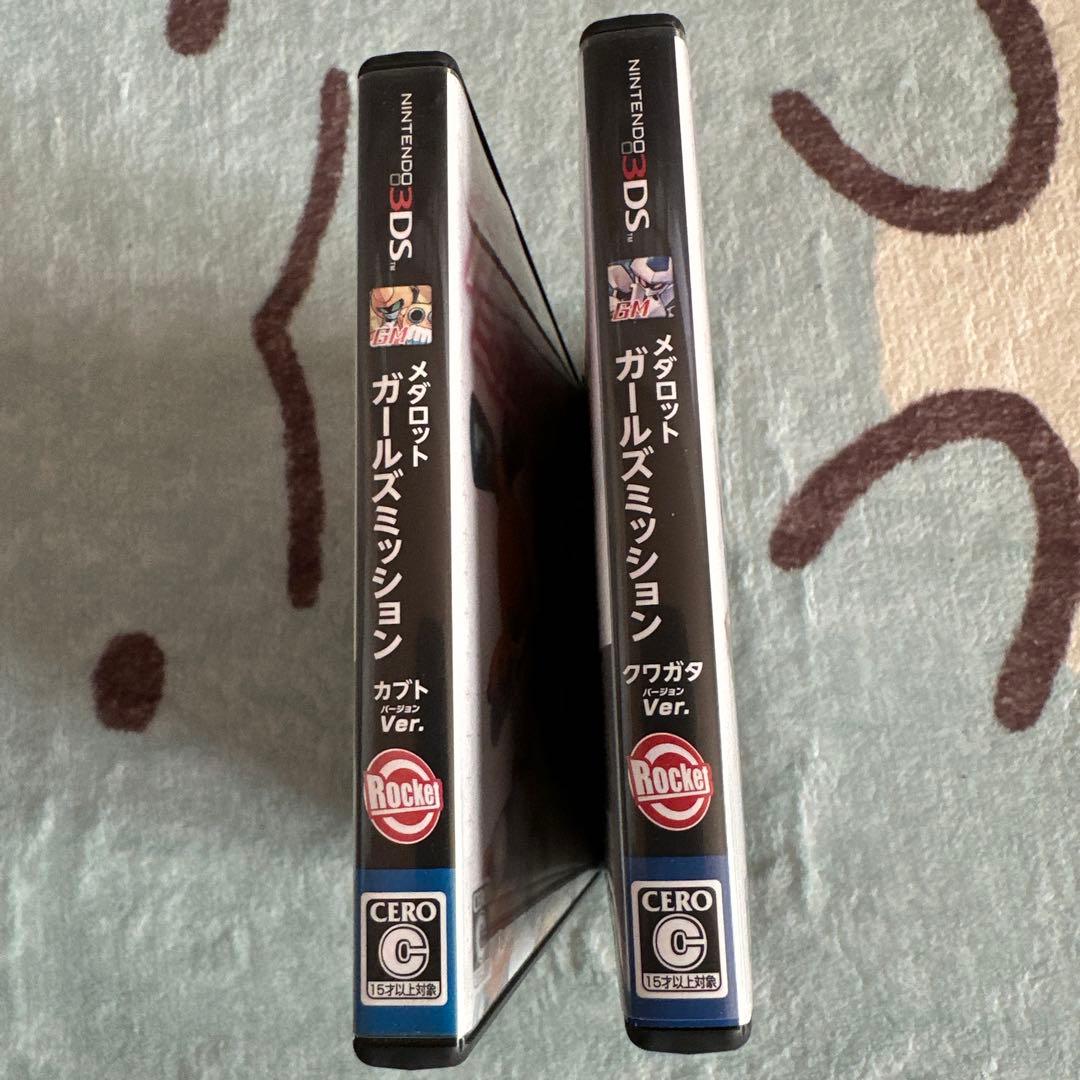 NINTENDO
3DS™
GM
メダロット
ガールズミッション
カブト
バージョン
Ver.
Rocket
CERO
C
15才以上対象
NINTENDO
3DS™
GM
メダロット
ガールズミッション
クワガタ
バージョン
Ver.
Rocket
CERO
C
15才以上対象